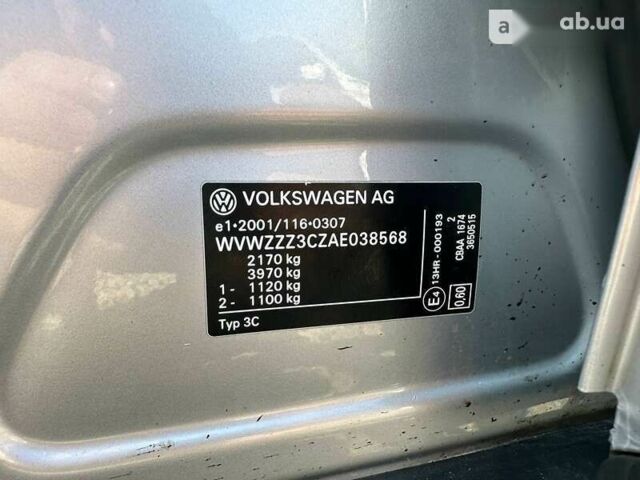 a ab.ua
VOLKSWAGEN AG
e1*2001/116*0307
WVWZZZ3CZAE038568
2170 kg
3970 kg
1 - 1120 kg
2 - 1100 kg
Typ 3C
E4 13HR - 000193
2
0.60 CBAA 1674
3650515